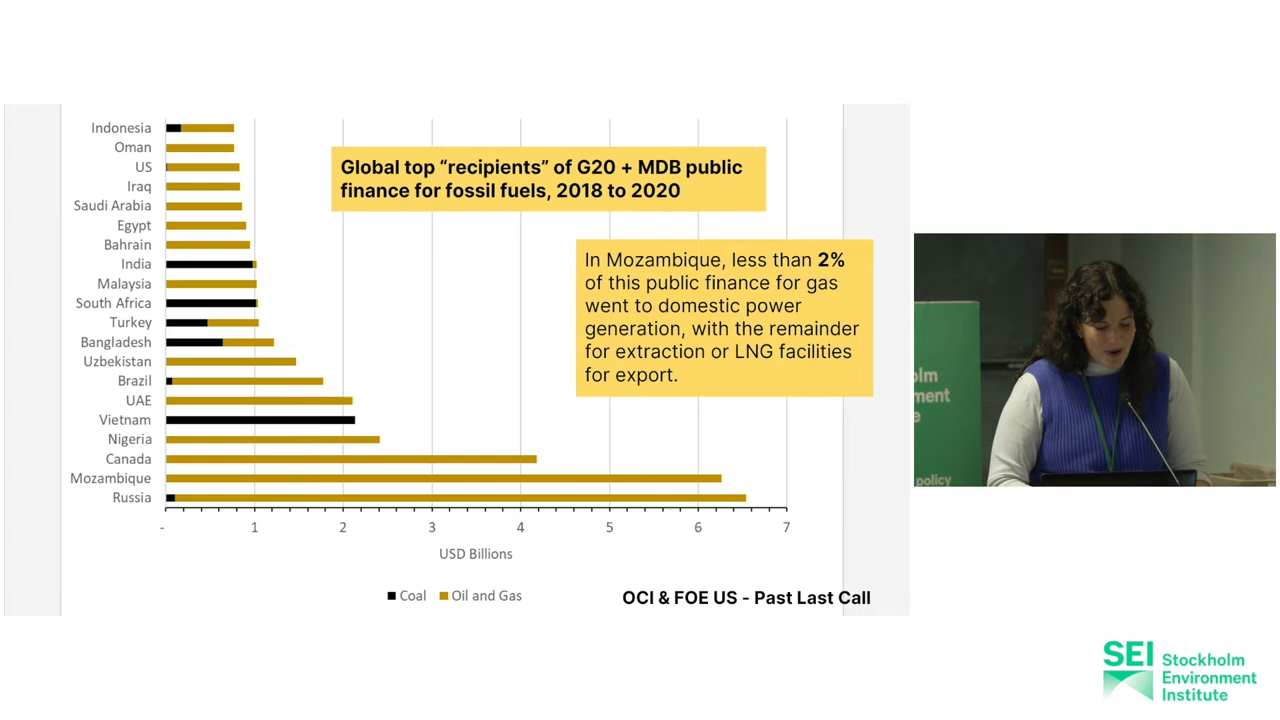 Indonesia
Oman
US
Iraq
Saudi Arabia
Egypt
Bahrain
India
Malaysia
South Africa
Turkey
Bangladesh
Uzbekistan
Brazil
UAE
Vietnam
Nigeria
Canada
Mozambique
Russia
Global top “recipients” of G20 + MDB public
finance for fossil fuels, 2018 to 2020
In Mozambique, less than 2%
of this public finance for gas
went to domestic power
generation, with the remainder
for extraction or LNG facilities
for export.
- 1 2 3 4 5 6 7
USD Billions
Coal Oil and Gas
OCI & FOE US - Past Last Call
policy
SEI Stockholm
Environment
Institute